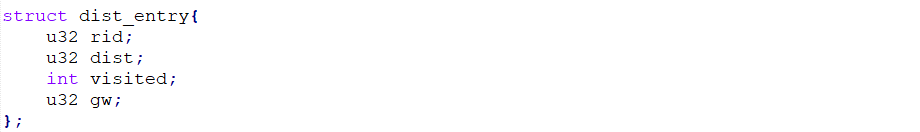 struct dist_entry{
    u32 rid;
    u32 dist;
    int visited;
    u32 gw;
};